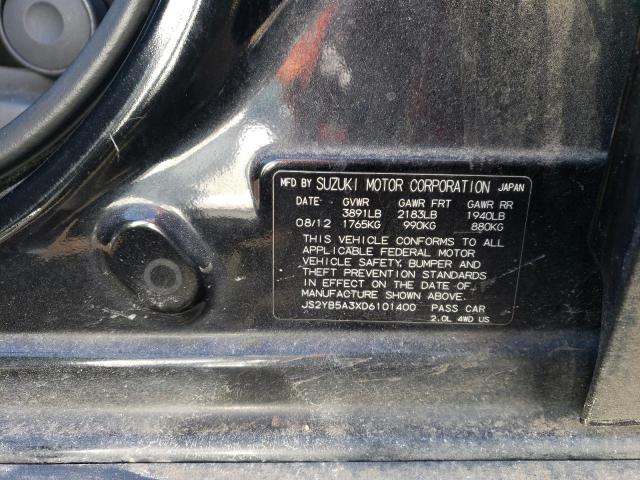 MFD BY SUZUKI MOTOR CORPORATION JAPAN
DATE GVWR GAWR FRT GAWR RR
3891LB 2183LB 1940LB
08/12 1765KG 990KG 880KG
THIS VEHICLE CONFORMS TO ALL
APPLICABLE FEDERAL MOTOR
VEHICLE SAFETY, BUMPER AND
THEFT PREVENTION STANDARDS
IN EFFECT ON THE DATE OF
MANUFACTURE SHOWN ABOVE.
JS2YB5A3XD6101400 PASS CAR
2.0L 4WD US